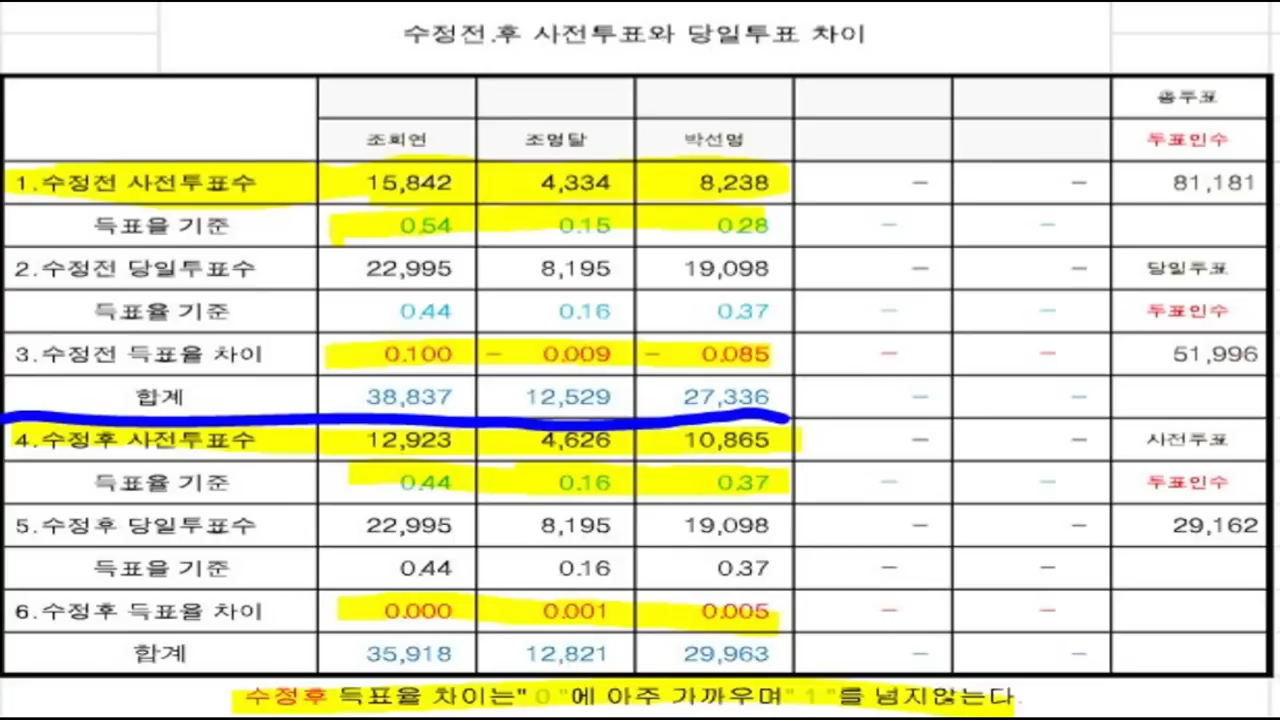 수정전.후 사전투표와 당일투표 차이
총투표
조희연 조영달 박선영 투표인수
1.수정전 사전투표수 15,842 4,334 8,238 – – 81,181
득표율 기준 0.54 0.15 0.28 – –
2.수정전 당일투표수 22,995 8,195 19,098 – – 당일투표
득표율 기준 0.44 0.16 0.37 – – 투표인수
3.수정전 득표율 차이 0.100 – 0.009 – 0.085 – – 51,996
합계 38,837 12,529 27,336 – –
4.수정후 사전투표수 12,923 4,626 10,865 – – 사전투표
득표율 기준 0.44 0.16 0.37 – – 투표인수
5.수정후 당일투표수 22,995 8,195 19,098 – – 29,162
득표율 기준 0.44 0.16 0.37 – –
6.수정후 득표율 차이 0.000 0.001 0.005 – –
합계 35,918 12,821 29,963 – –
수정후 득표율 차이는" 0 "에 아주 가까우며" 1 "를 넘지않는다.